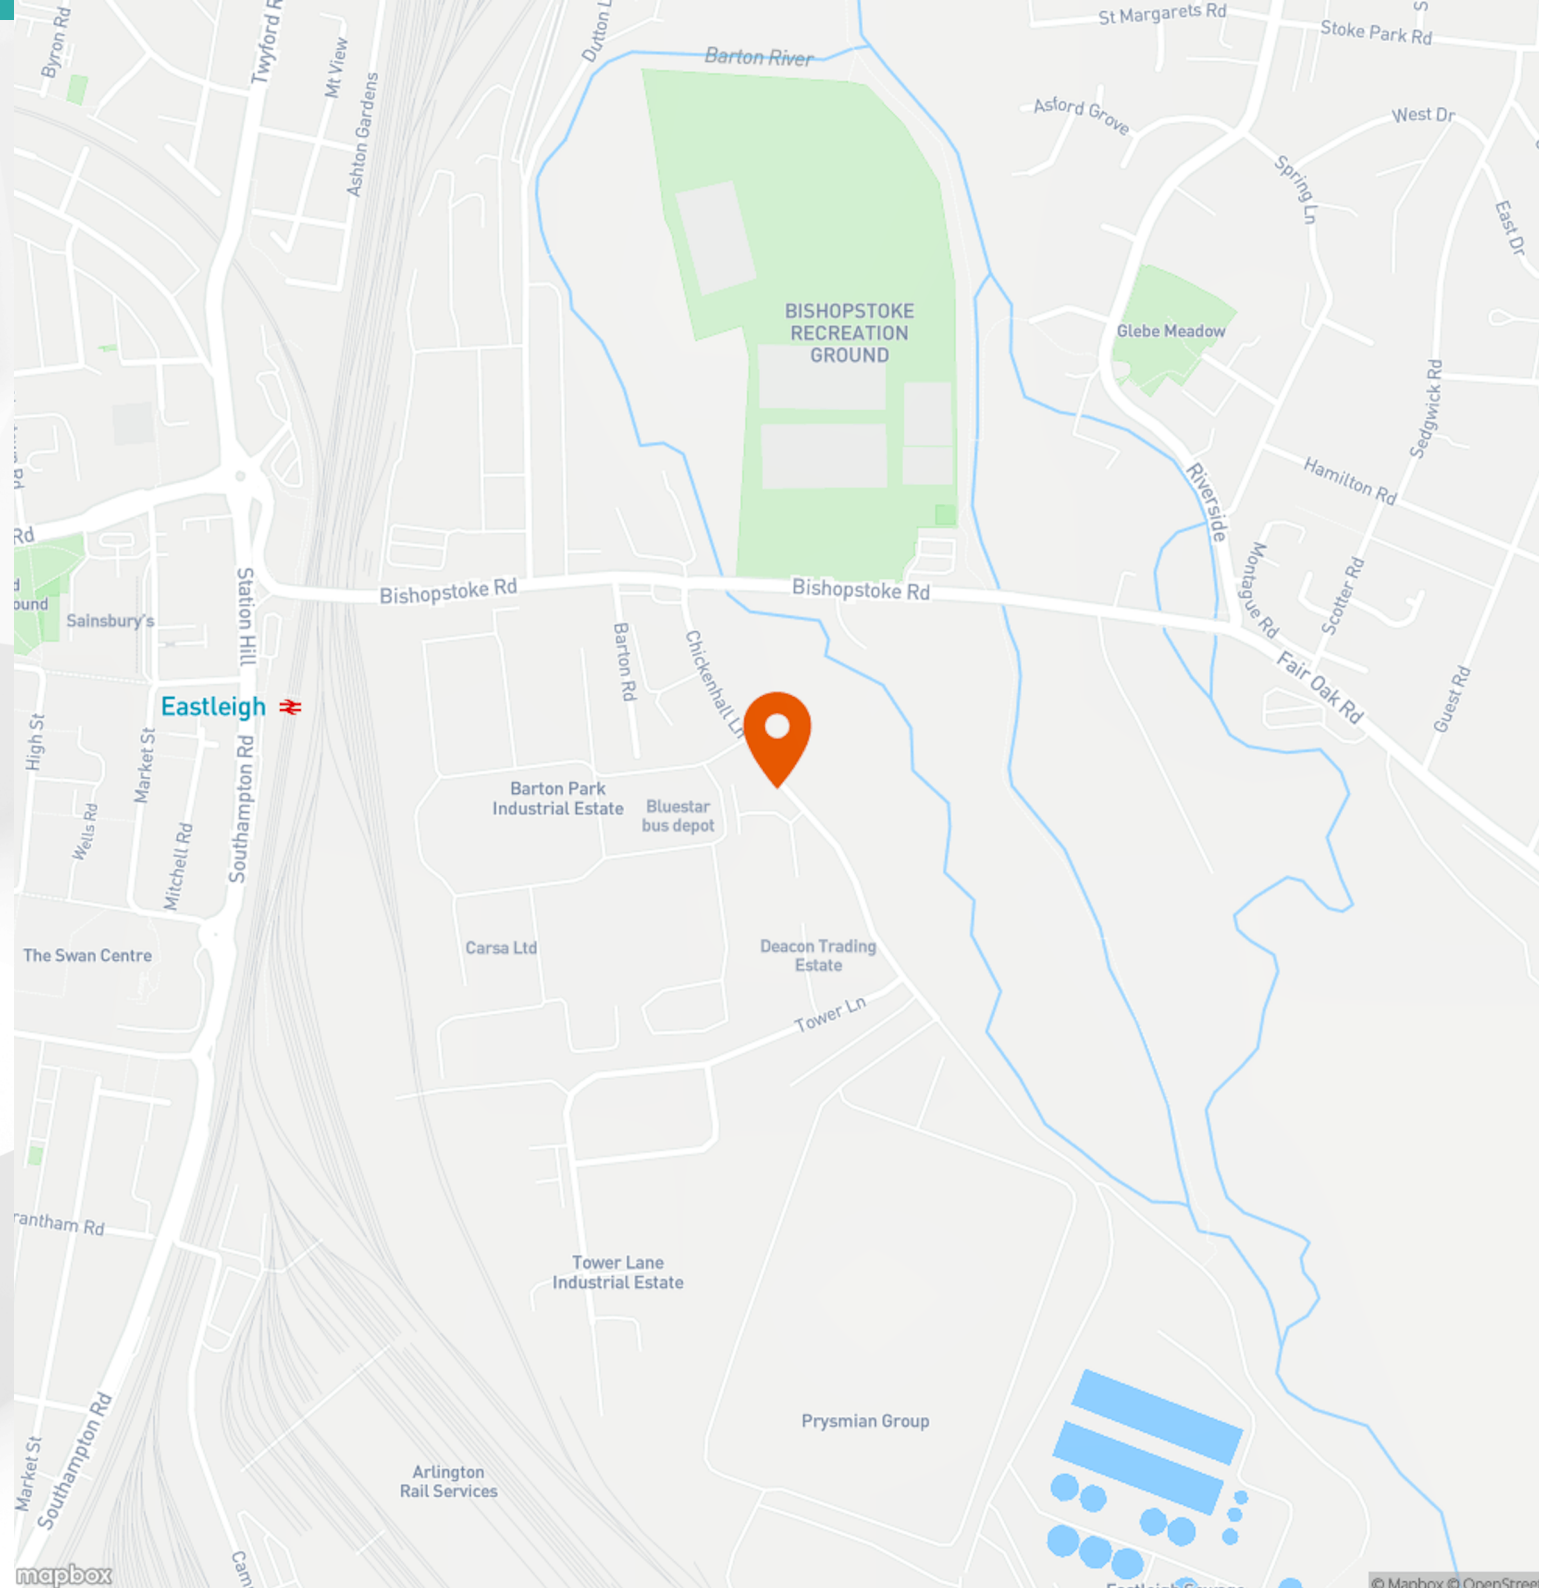 Byron Rd
Twyford R
Mt View
Ashton Gardens
Dutton L
Barton River
St Margarets Rd
Stoke Park Rd
S
Asford Grove
West Dr
Spring Ln
East Dr
BISHOPSTOKE
RECREATION
GROUND
Glebe Meadow
Sedgwick Rd
Hamilton Rd
Riverside
Rd
Station Hill
Bishopstoke Rd
Bishopstoke Rd
Montague Rd
Scotter Rd
d
ound
Sainsbury's
Barton Rd
Chickenhall Ln
Fair Oak Rd
Guest Rd
Eastleigh
High St
Market St
Southampton Rd
Wells Rd
Mitchell Rd
Barton Park
Industrial Estate
Bluestar
bus depot
The Swan Centre
Carsa Ltd
Deacon Trading
Estate
Tower Ln
rantham Rd
Tower Lane
Industrial Estate
Prysmian Group
Market St
Southampton Rd
Arlington
Rail Services
Cam
mapbox
© Mapbox © OpenStreet